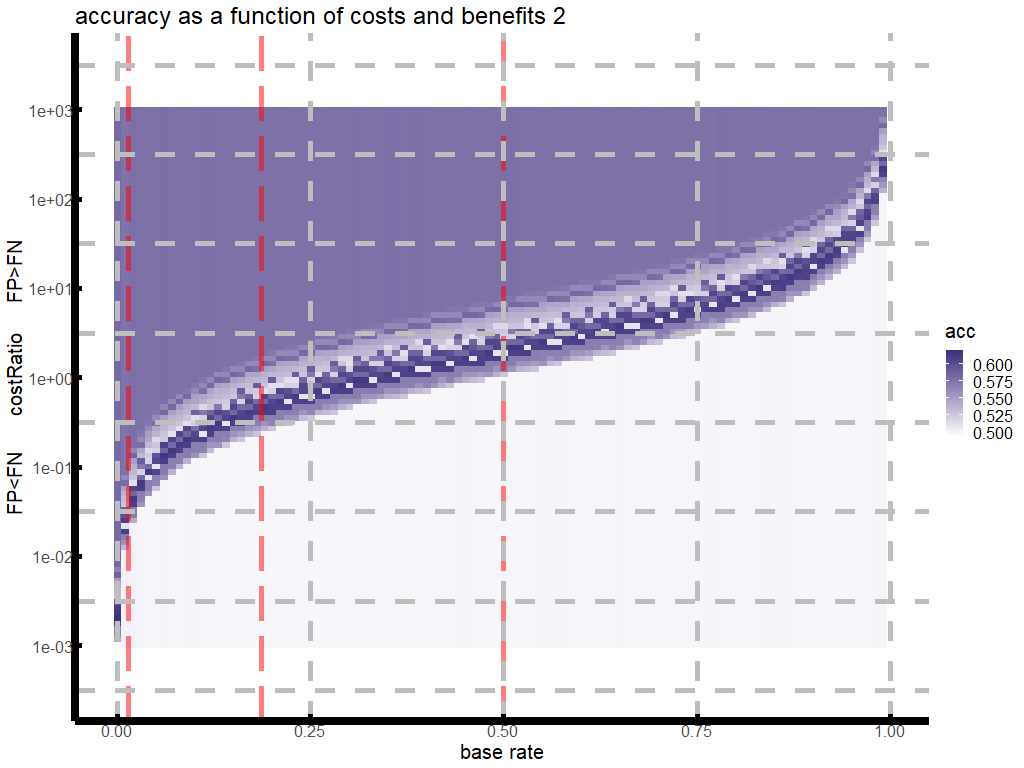 accuracy as a function of costs and benefits 2
1e+03
1e+02
1e+01
1e+00
1e-01
1e-02
1e-03
FP<FN costRatio FP>FN
0.00 0.25 0.50 0.75 1.00
base rate
acc
0.600
0.575
0.550
0.525
0.500